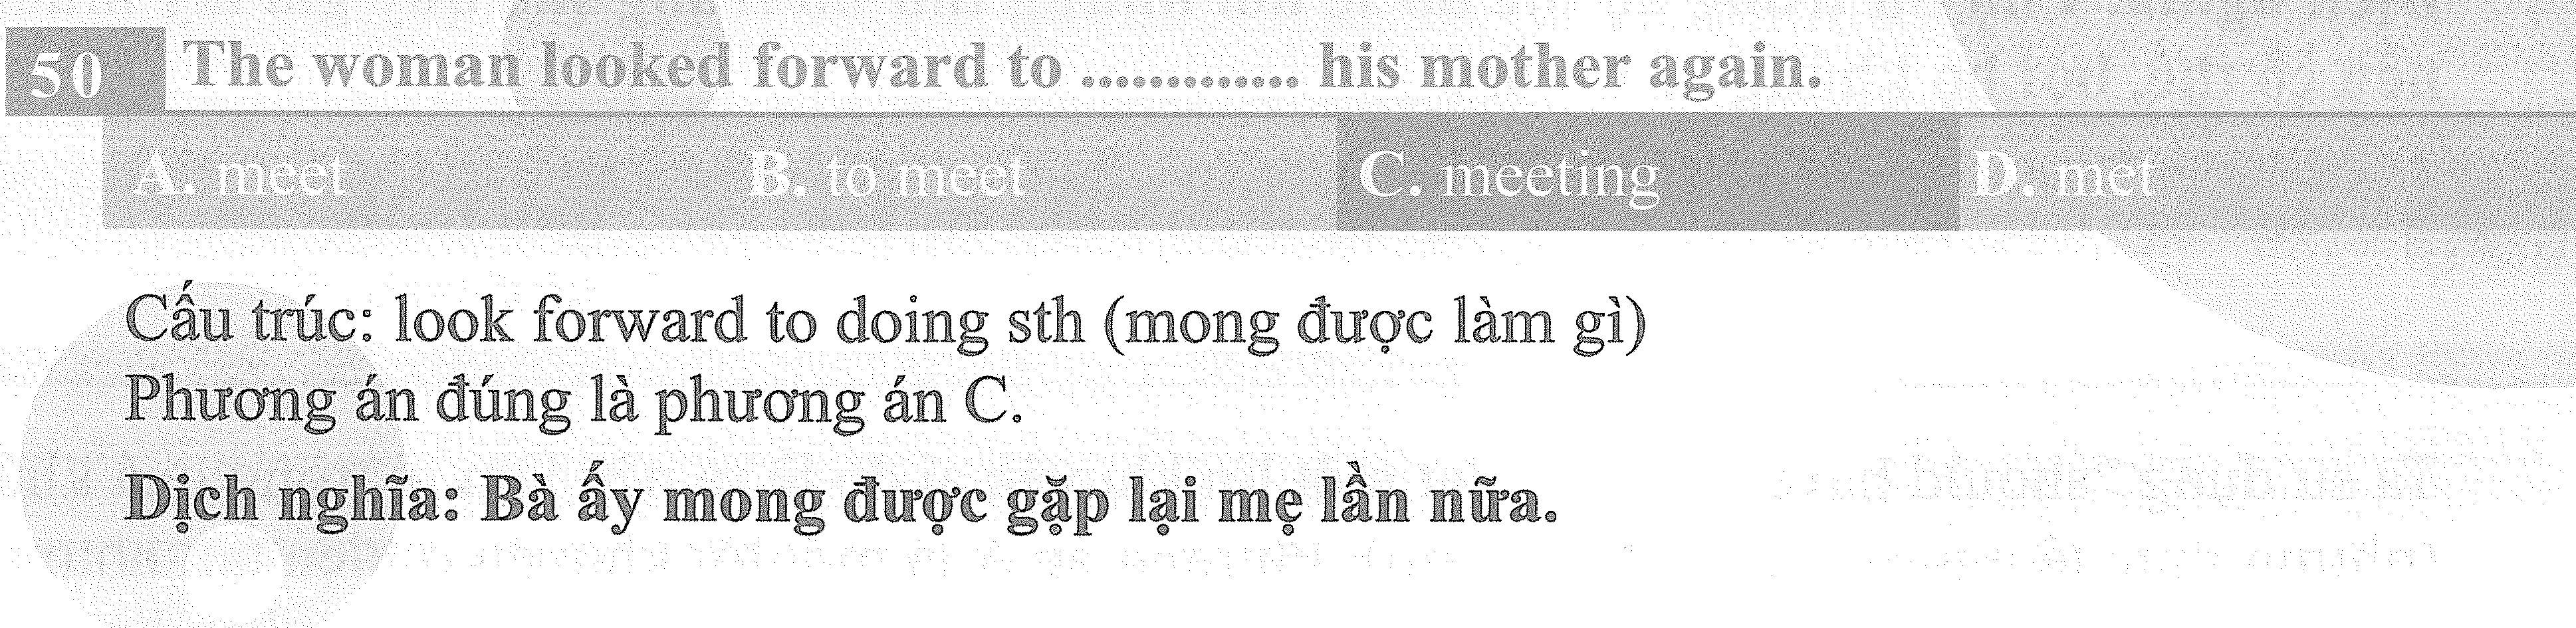 50 The woman looked forward to ............. his mother again.
A. meet B. to meet C. meeting D. met
Cấu trúc: look forward to doing sth (mong được làm gì)
Phương án đúng là phương án C.
Dịch nghĩa: Bà ấy mong được gặp lại mẹ lần nữa.